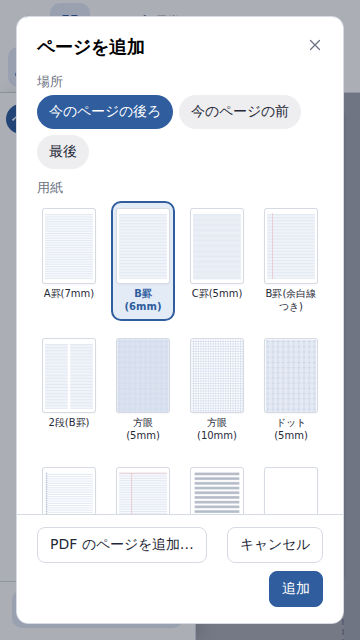 ページを追加
場所
今のページの後ろ
今のページの前
最後
用紙
A罫(7mm)
B罫
(6mm)
C罫(5mm)
B罫(余白線
つき)
2段(B罫)
方眼
(5mm)
方眼
(10mm)
ドット
(5mm)
PDF のページを追加...
キャンセル
追加